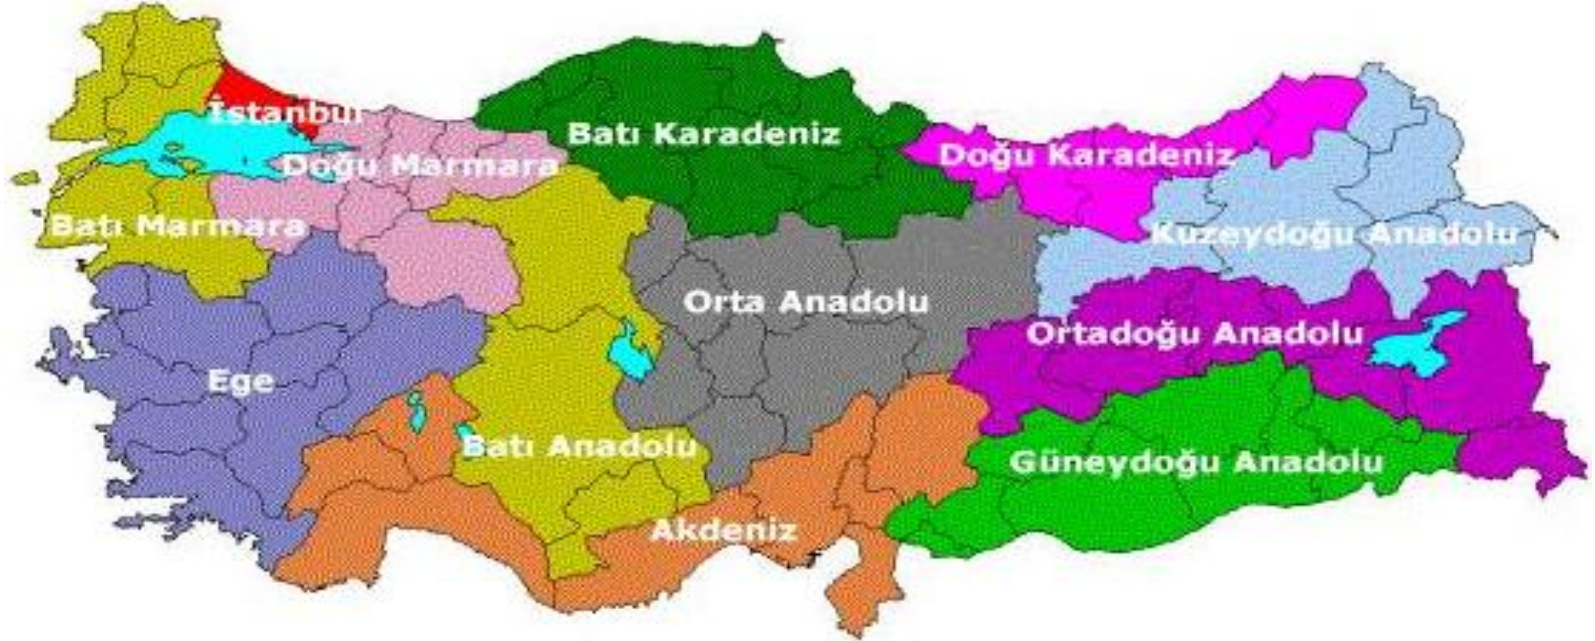 İstanbul
Batı Karadeniz
Doğu Marmara
Doğu Karadeniz
Batı Marmara
Kuzeydoğu Anadolu
Orta Anadolu
Ortadoğu Anadolu
Ege
Batı Anadolu
Güneydoğu Anadolu
Akdeniz